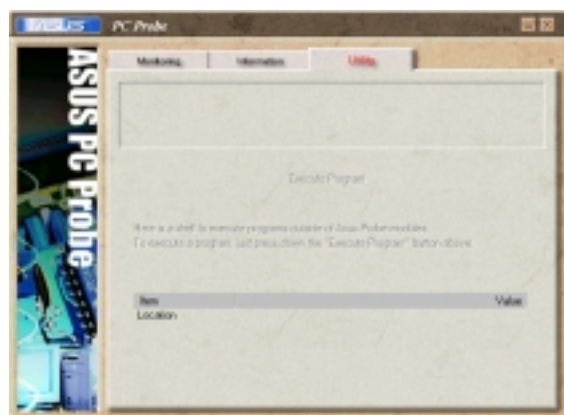 ASUS PC Probe
Monitoring Information Utility
ASUS PC Probe
Execute Program
Here is a shell to execute programs outside of Asus Probe modules.
To execute a program, just press down the "Execute Program" button above.
Item Value
Location